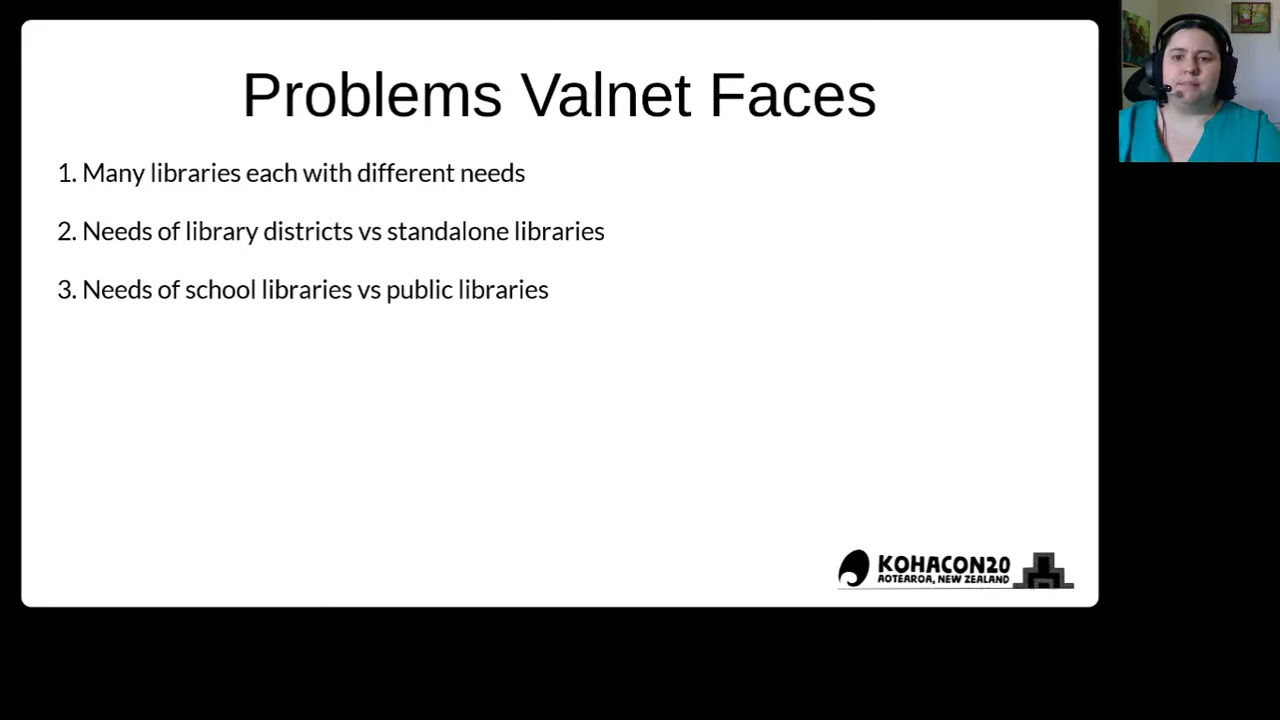 Problems Valnet Faces
1. Many libraries each with different needs
2. Needs of library districts vs standalone libraries
3. Needs of school libraries vs public libraries
KOHACON20
AOTEAROA, NEW ZEALAND